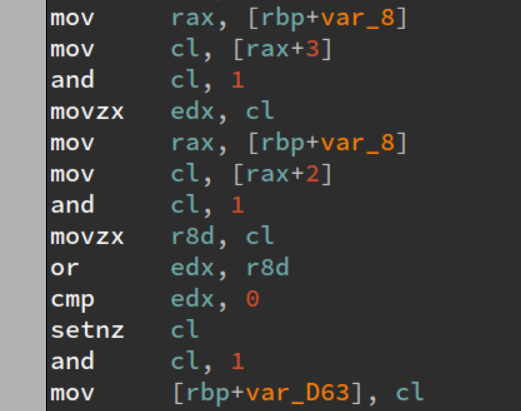 mov rax, [rbp+var_8]
mov cl, [rax+3]
and cl, 1
movzx edx, cl
mov rax, [rbp+var_8]
mov cl, [rax+2]
and cl, 1
movzx r8d, cl
or edx, r8d
cmp edx, 0
setnz cl
and cl, 1
mov [rbp+var_D63], cl